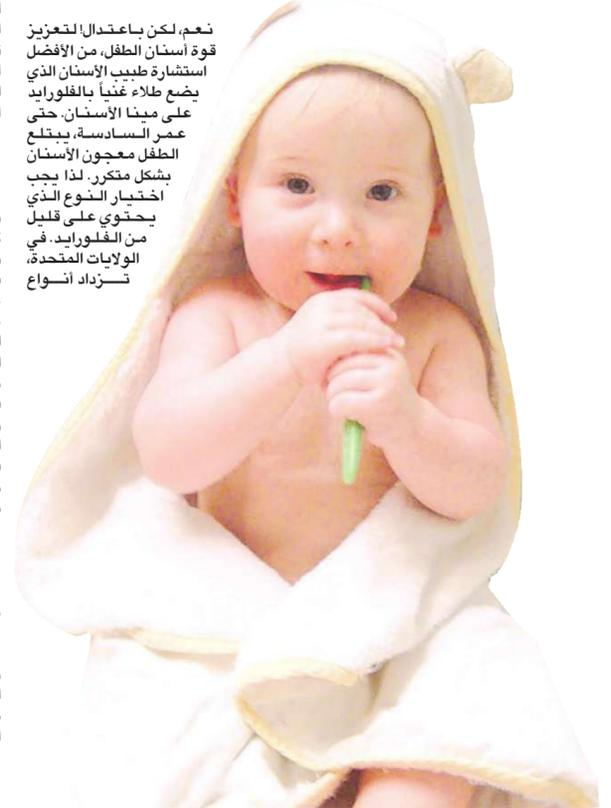 نعم، لكن باعتدال! لتعزيز
قوة أسنان الطفل، من الأفضل
استشارة طبيب الأسنان الذي
يضع طلاء غنياً بالفلورايد
على مينا الأسنان. حتى
عمر السادسة، يبتلع
الطفل معجون الأسنان
بشكل متكرر. لذا يجب
اختيار النوع الذي
يحتوي على قليل
من الفلورايد. في
الولايات المتحدة،
تزداد أنواع